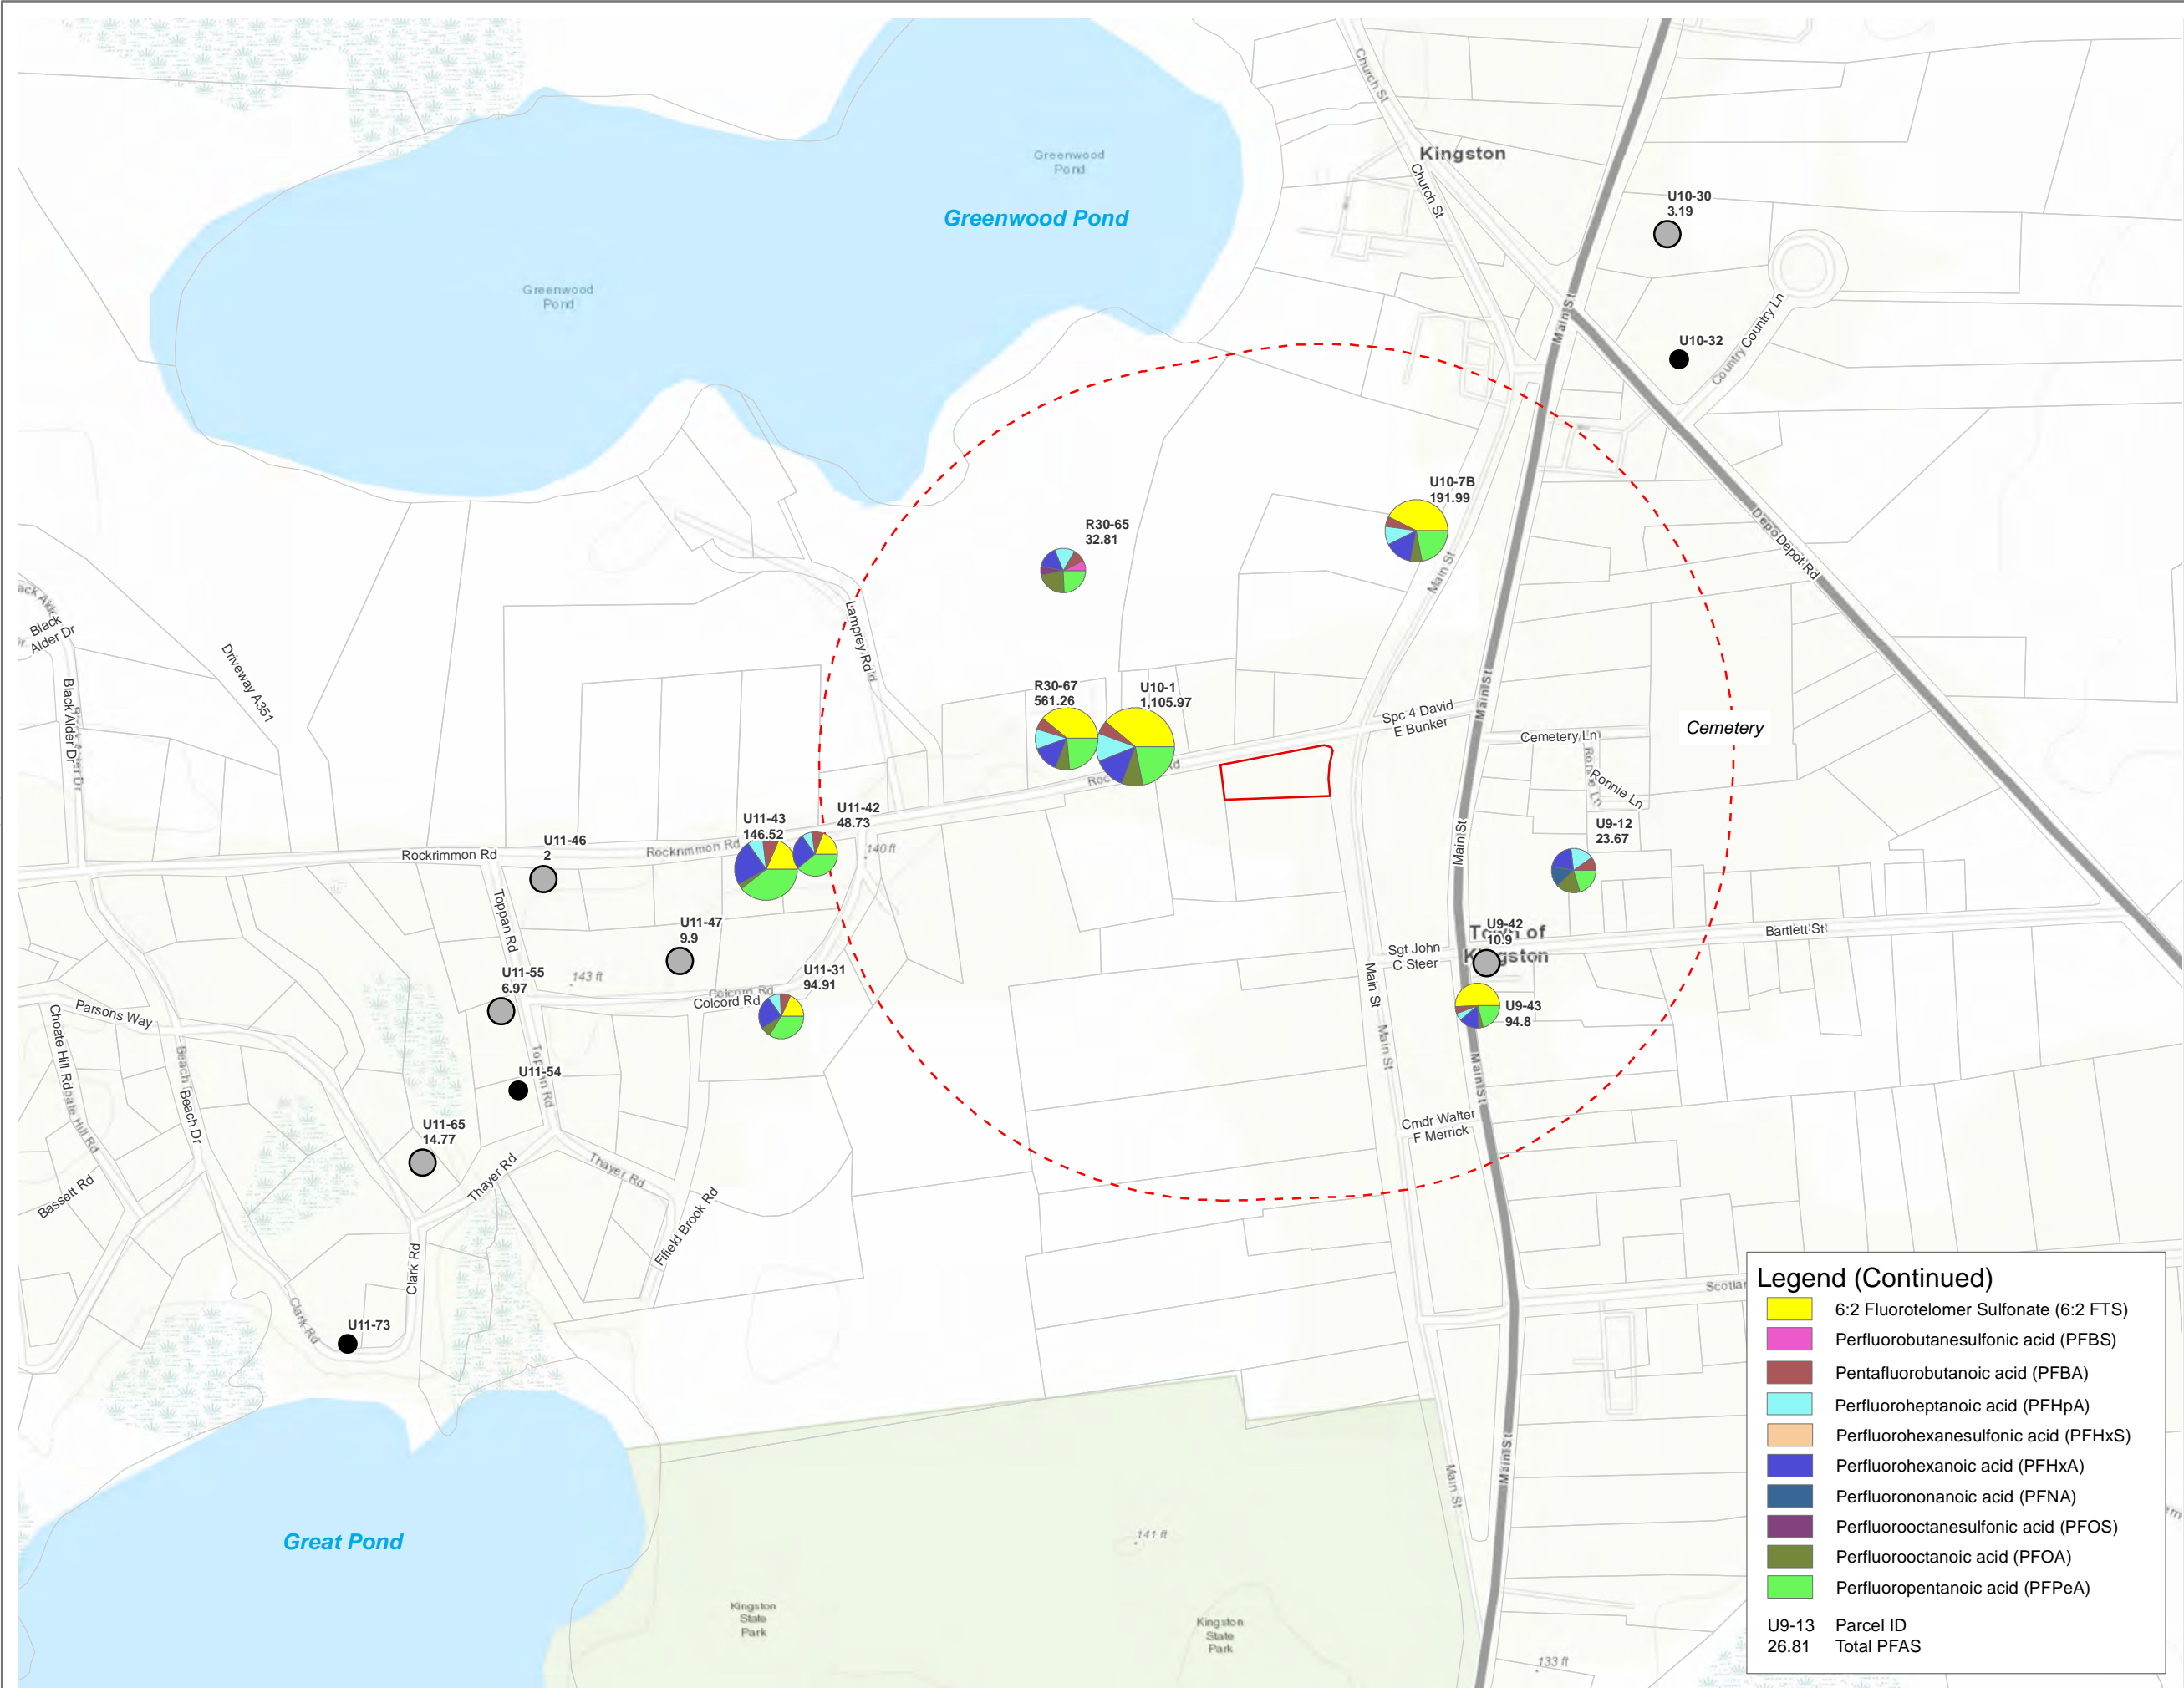 Church St
Kingston
Church St
Greenwood
Pond
Greenwood Pond
Greenwood
Pond
U10-30
3.19
Main St
U10-32
Country Ln
Country
U10-7B
191.99
R30-65
32.81
Depot Rd
Main St
Black
Alder Dr
Driveway A351
Lamprey Rd
Black Alder Dr
R30-67
561.26
U10-1
1,105.97
Main St
Spc 4 David
E Bunker
Cemetery
Cemetery Ln
Ronnie Ln
Ronnie Ln
U11-43
146.52
U11-42
48.73
140 ft
U9-12
23.67
Main St
U11-46
2
Rockrimmon Rd
Rockrimmon Rd
Toppan Rd
U11-47
9.9
U9-42
10.9
Town of
Kingston
Bartlett St
Sgt John
C Steer
U11-55
6.97
143 ft
U11-31
94.91
Colcord Rd
Colcord Rd
Main St
Main St
U9-43
94.8
Parsons Way
Choate Hill Rd
Beach Dr
Beach
U11-54
Main St
Cmdr Walter
F Merrick
U11-65
14.77
Thayer Rd
Thayer Rd
Bassett Rd
Fifield Brook Rd
Clark Rd
Clark Rd
U11-73
Main St
Main St
Great Pond
141 ft
Kingston
State
Park
Kingston
State
Park
133 ft
Legend (Continued)
6:2 Fluorotelomer Sulfonate (6:2 FTS)
Perfluorobutanesulfonic acid (PFBS)
Pentafluorobutanoic acid (PFBA)
Perfluoroheptanoic acid (PFHpA)
Perfluorohexanesulfonic acid (PFHxS)
Perfluorohexanoic acid (PFHxA)
Perfluorononanoic acid (PFNA)
Perfluorooctanesulfonic acid (PFOS)
Perfluorooctanoic acid (PFOA)
Perfluoropentanoic acid (PFPeA)
U9-13 Parcel ID
26.81 Total PFAS